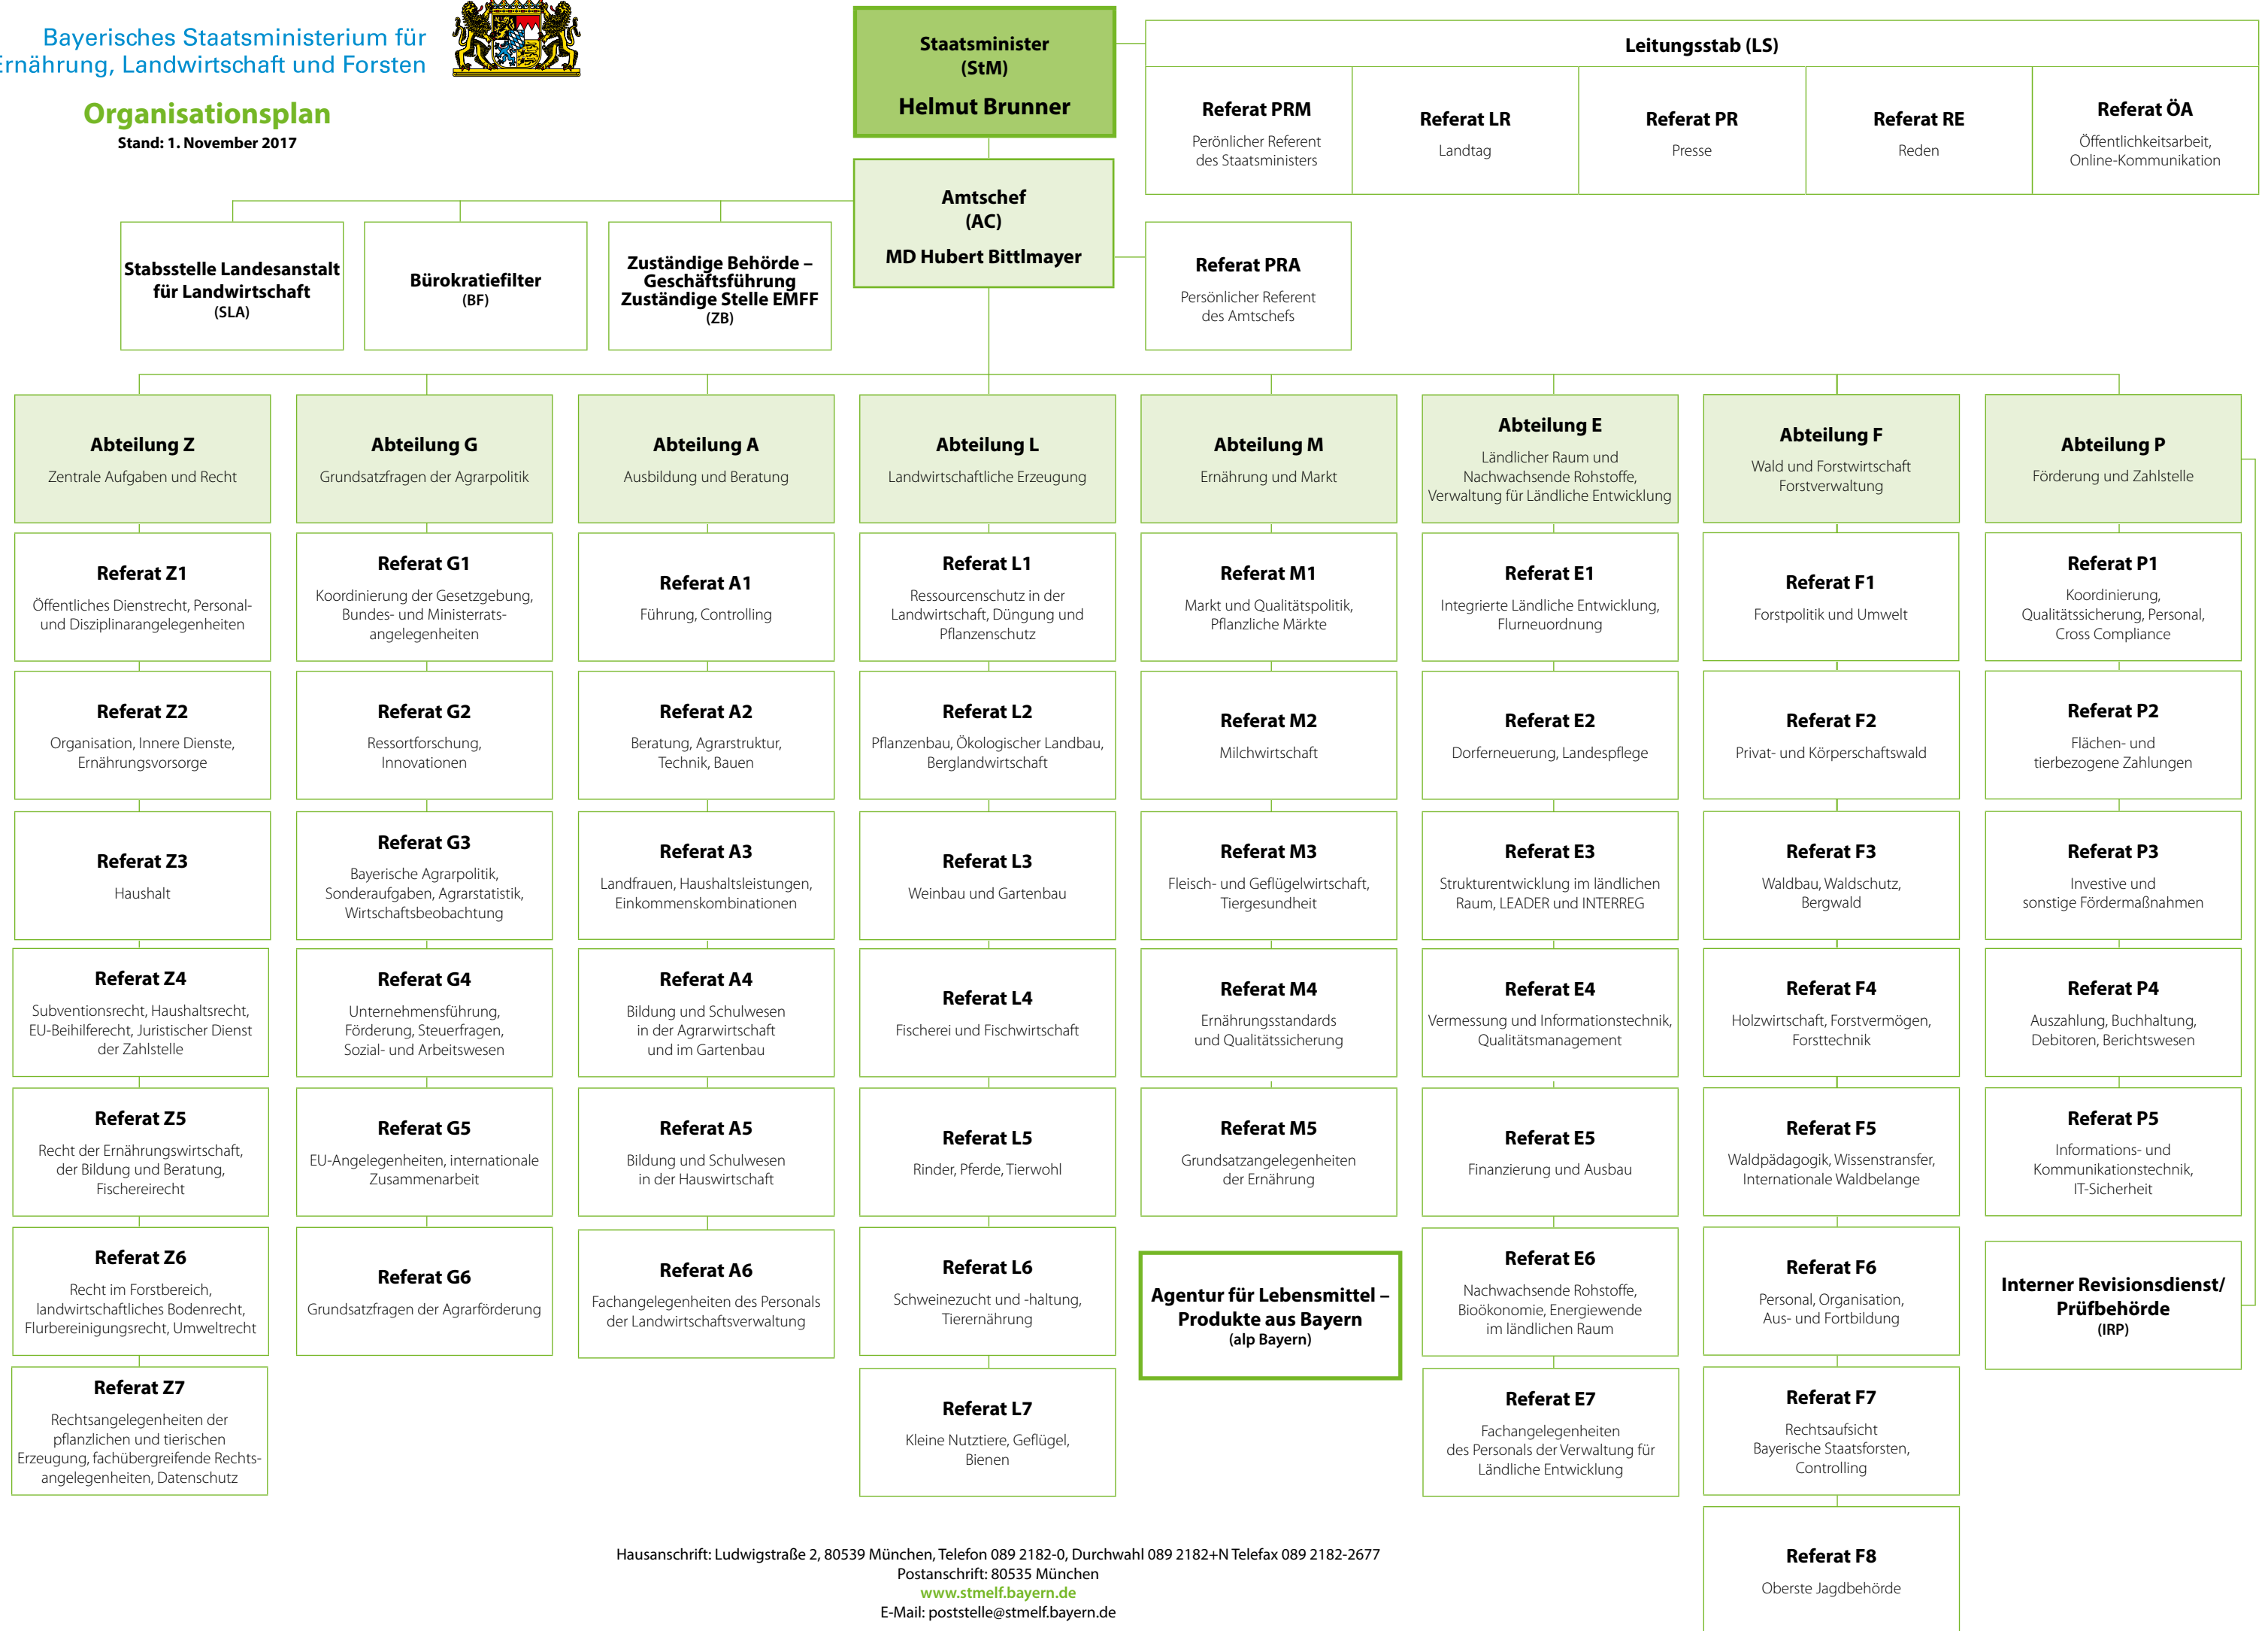 Bayerisches Staatsministerium für
Ernährung, Landwirtschaft und Forsten
Organisationsplan
Stand: 1. November 2017
Staatsminister
(StM)
Helmut Brunner
Leitungsstab (LS)
Referat PRM
Perönlicher Referent
des Staatsministers
Referat LR
Landtag
Referat PR
Presse
Referat RE
Reden
Referat ÖA
Öffentlichkeitsarbeit,
Online-Kommunikation
Amtschef
(AC)
MD Hubert Bittlmayer
Stabsstelle Landesanstalt
für Landwirtschaft
(SLA)
Bürokratiefilter
(BF)
Zuständige Behörde –
Geschäftsführung
Zuständige Stelle EMFF
(ZB)
Referat PRA
Persönlicher Referent
des Amtschefs
Abteilung Z
Zentrale Aufgaben und Recht
Referat Z1
Öffentliches Dienstrecht, Personal-
und Disziplinarangelegenheiten
Referat Z2
Organisation, Innere Dienste,
Ernährungsvorsorge
Referat Z3
Haushalt
Referat Z4
Subventionsrecht, Haushaltsrecht,
EU-Beihilferecht, Juristischer Dienst
der Zahlstelle
Referat Z5
Recht der Ernährungswirtschaft,
der Bildung und Beratung,
Fischereirecht
Referat Z6
Recht im Forstbereich,
landwirtschaftliches Bodenrecht,
Flurbereinigungsrecht, Umweltrecht
Referat Z7
Rechtsangelegenheiten der
pflanzlichen und tierischen
Erzeugung, fachübergreifende Rechts-
angelegenheiten, Datenschutz
Abteilung G
Grundsatzfragen der Agrarpolitik
Referat G1
Koordinierung der Gesetzgebung,
Bundes- und Ministerrats-
angelegenheiten
Referat G2
Ressortforschung,
Innovationen
Referat G3
Bayerische Agrarpolitik,
Sonderaufgaben, Agrarstatistik,
Wirtschaftsbeobachtung
Referat G4
Unternehmensführung,
Förderung, Steuerfragen,
Sozial- und Arbeitswesen
Referat G5
EU-Angelegenheiten, internationale
Zusammenarbeit
Referat G6
Grundsatzfragen der Agrarförderung
Abteilung A
Ausbildung und Beratung
Referat A1
Führung, Controlling
Referat A2
Beratung, Agrarstruktur,
Technik, Bauen
Referat A3
Landfrauen, Haushaltsleistungen,
Einkommenskombinationen
Referat A4
Bildung und Schulwesen
in der Agrarwirtschaft
und im Gartenbau
Referat A5
Bildung und Schulwesen
in der Hauswirtschaft
Referat A6
Fachangelegenheiten des Personals
der Landwirtschaftsverwaltung
Abteilung L
Landwirtschaftliche Erzeugung
Referat L1
Ressourcenschutz in der
Landwirtschaft, Düngung und
Pflanzenschutz
Referat L2
Pflanzenbau, Ökologischer Landbau,
Berglandwirtschaft
Referat L3
Weinbau und Gartenbau
Referat L4
Fischerei und Fischwirtschaft
Referat L5
Rinder, Pferde, Tierwohl
Referat L6
Schweinezucht und -haltung,
Tierernährung
Referat L7
Kleine Nutztiere, Geflügel,
Bienen
Abteilung M
Ernährung und Markt
Referat M1
Markt und Qualitätspolitik,
Pflanzliche Märkte
Referat M2
Milchwirtschaft
Referat M3
Fleisch- und Geflügelwirtschaft,
Tiergesundheit
Referat M4
Ernährungsstandards
und Qualitätssicherung
Referat M5
Grundsatzangelegenheiten
der Ernährung
Agentur für Lebensmittel –
Produkte aus Bayern
(alp Bayern)
Abteilung E
Ländlicher Raum und
Nachwachsende Rohstoffe,
Verwaltung für Ländliche Entwicklung
Referat E1
Integrierte Ländliche Entwicklung,
Flurneuordnung
Referat E2
Dorferneuerung, Landespflege
Referat E3
Strukturentwicklung im ländlichen
Raum, LEADER und INTERREG
Referat E4
Vermessung und Informationstechnik,
Qualitätsmanagement
Referat E5
Finanzierung und Ausbau
Referat E6
Nachwachsende Rohstoffe,
Bioökonomie, Energiewende
im ländlichen Raum
Referat E7
Fachangelegenheiten
des Personals der Verwaltung für
Ländliche Entwicklung
Abteilung F
Wald und Forstwirtschaft
Forstverwaltung
Referat F1
Forstpolitik und Umwelt
Referat F2
Privat- und Körperschaftswald
Referat F3
Waldbau, Waldschutz,
Bergwald
Referat F4
Holzwirtschaft, Forstvermögen,
Forsttechnik
Referat F5
Waldpädagogik, Wissenstransfer,
Internationale Waldbelange
Referat F6
Personal, Organisation,
Aus- und Fortbildung
Referat F7
Rechtsaufsicht
Bayerische Staatsforsten,
Controlling
Referat F8
Oberste Jagdbehörde
Abteilung P
Förderung und Zahlstelle
Referat P1
Koordinierung,
Qualitätssicherung, Personal,
Cross Compliance
Referat P2
Flächen- und
tierbezogene Zahlungen
Referat P3
Investive und
sonstige Fördermaßnahmen
Referat P4
Auszahlung, Buchhaltung,
Debitoren, Berichtswesen
Referat P5
Informations- und
Kommunikationstechnik,
IT-Sicherheit
Interner Revisionsdienst/
Prüfbehörde
(IRP)
Hausanschrift: Ludwigstraße 2, 80539 München, Telefon 089 2182-0, Durchwahl 089 2182+N Telefax 089 2182-2677
Postanschrift: 80535 München
www.stmelf.bayern.de
E-Mail: poststelle@stmelf.bayern.de